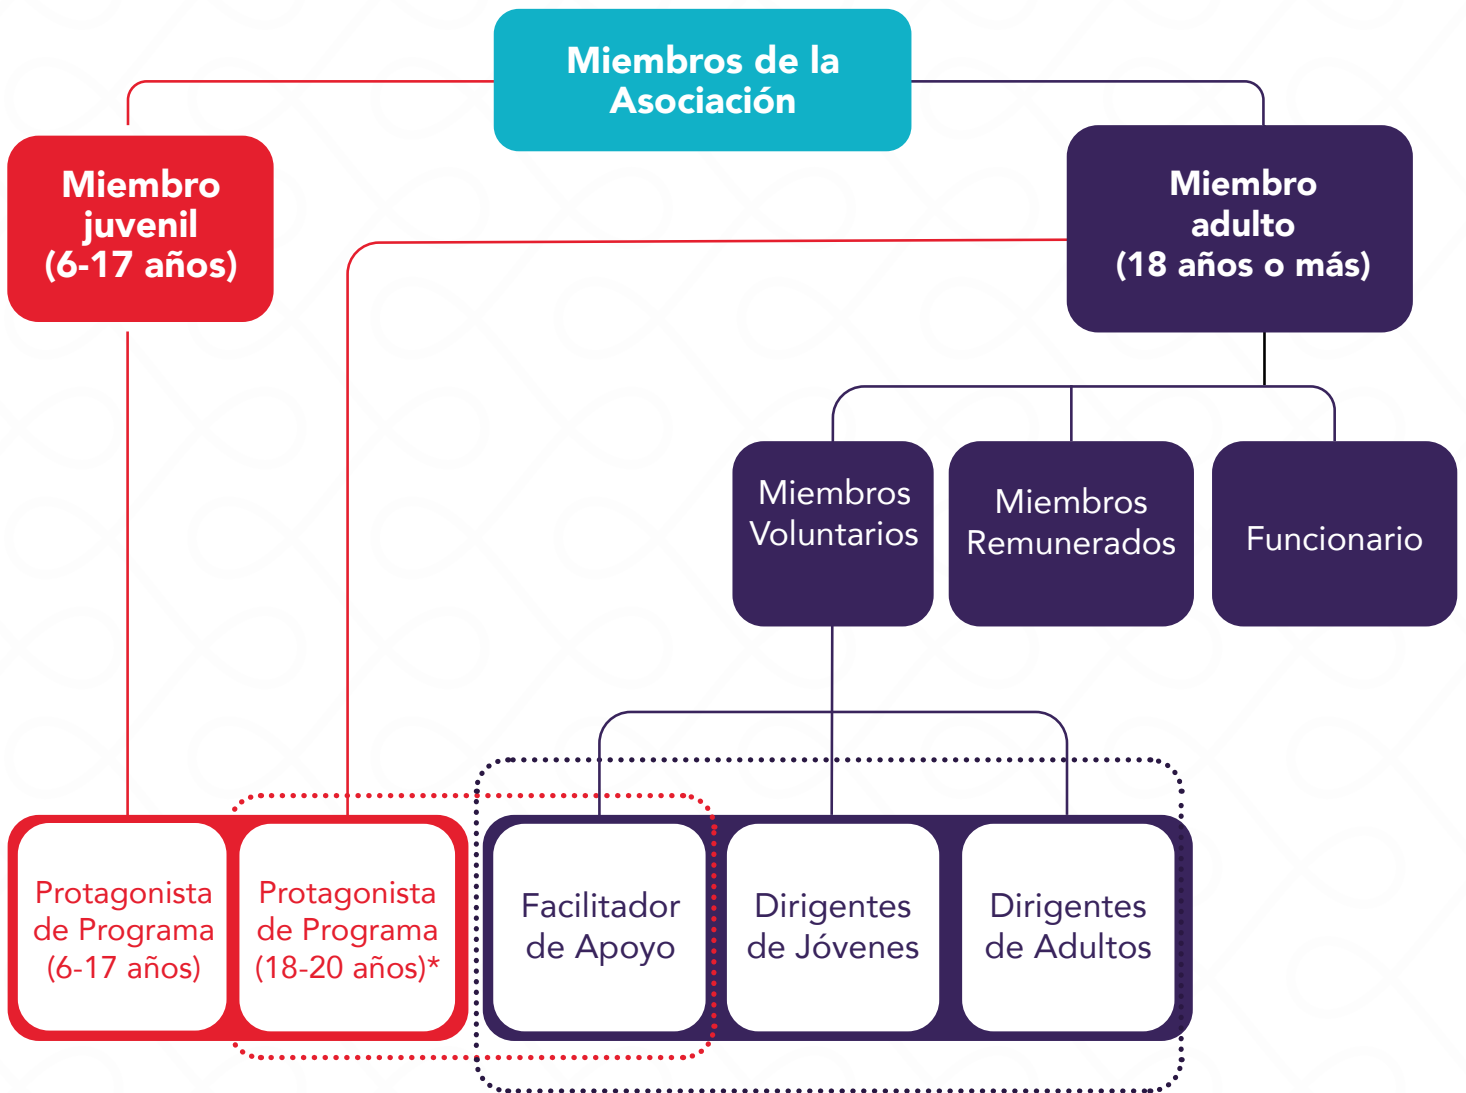 Miembros de la
Asociación
Miembro
juvenil
(6-17 años)
Miembro
adulto
(18 años o más)
Miembros
Voluntarios
Miembros
Remunerados
Funcionario
Protagonista
de Programa
(6-17 años)
Protagonista
de Programa
(18-20 años)*
Facilitador
de Apoyo
Dirigentes
de Jóvenes
Dirigentes
de Adultos